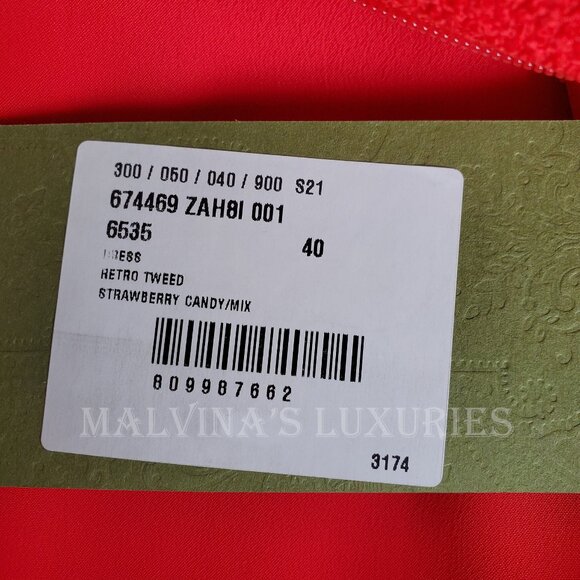 300 / 050 / 040 / 900 S21
674469 ZAH8I 001
6535
40
DRESS
RETRO TWEED
STRAWBERRY CANDY/MIX
809987662
MALVINA'S LUXURIES
3174